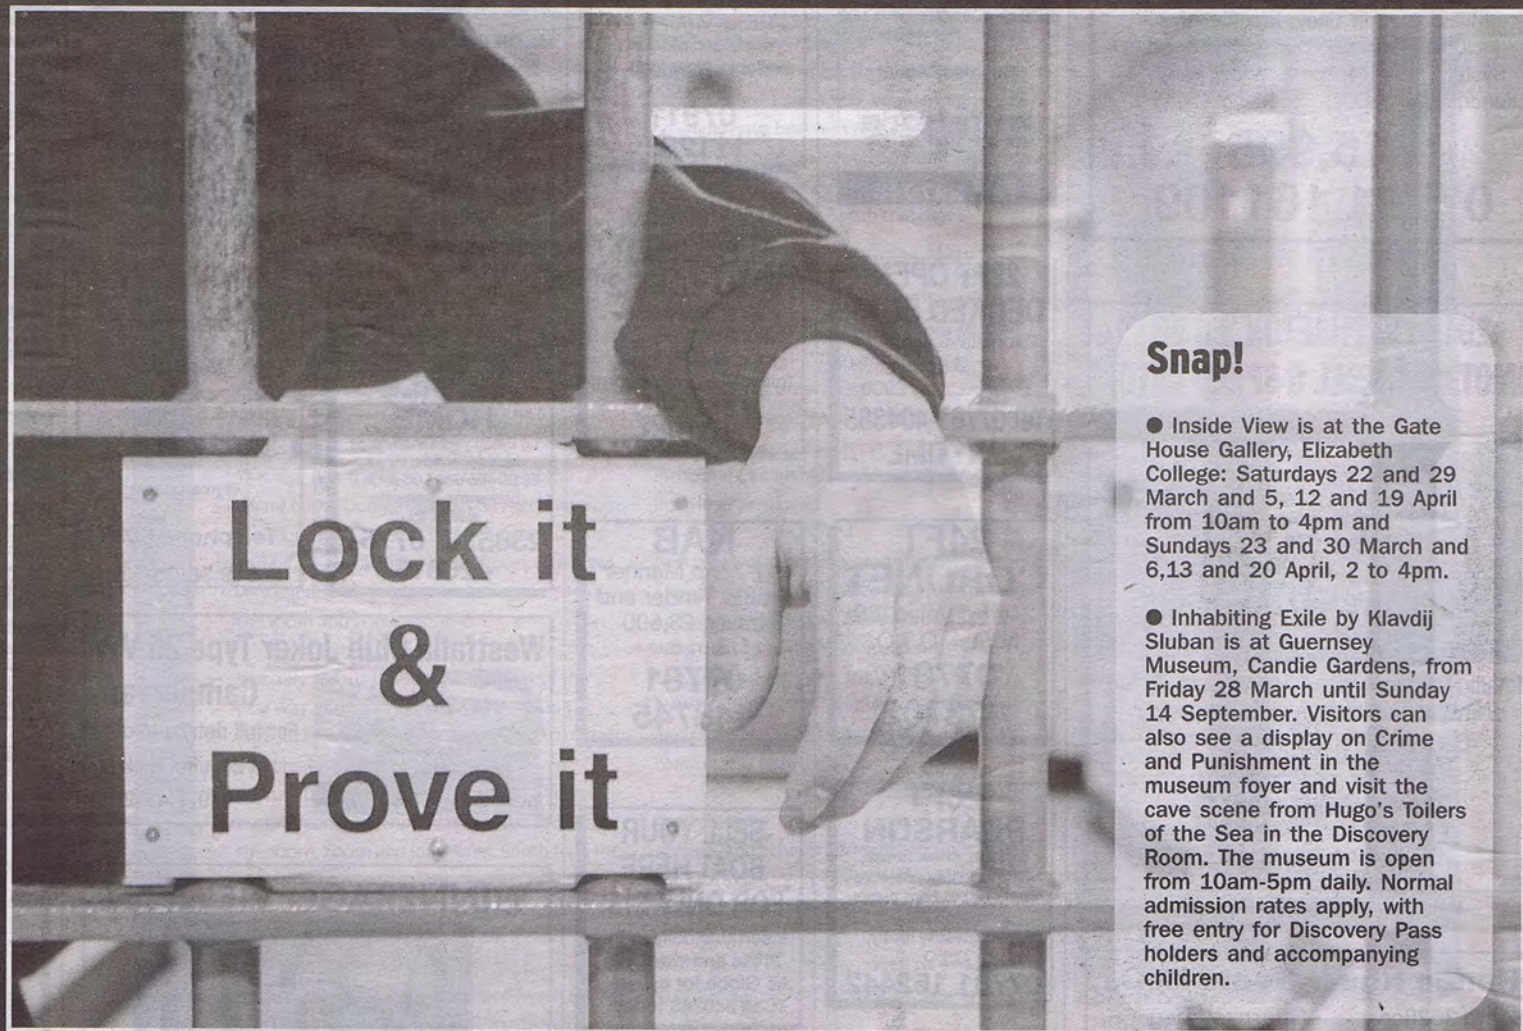 Lock it
&
Prove it
Snap!
● Inside View is at the Gate
House Gallery, Elizabeth
College: Saturdays 22 and 29
March and 5, 12 and 19 April
from 10am to 4pm and
Sundays 23 and 30 March and
6,13 and 20 April, 2 to 4pm.
● Inhabiting Exile by Klavdij
Sluban is at Guernsey
Museum, Candie Gardens, from
Friday 28 March until Sunday
14 September. Visitors can
also see a display on Crime
and Punishment in the
museum foyer and visit the
cave scene from Hugo's Toilers
of the Sea in the Discovery
Room. The museum is open
from 10am-5pm daily. Normal
admission rates apply, with
free entry for Discovery Pass
holders and accompanying
children.